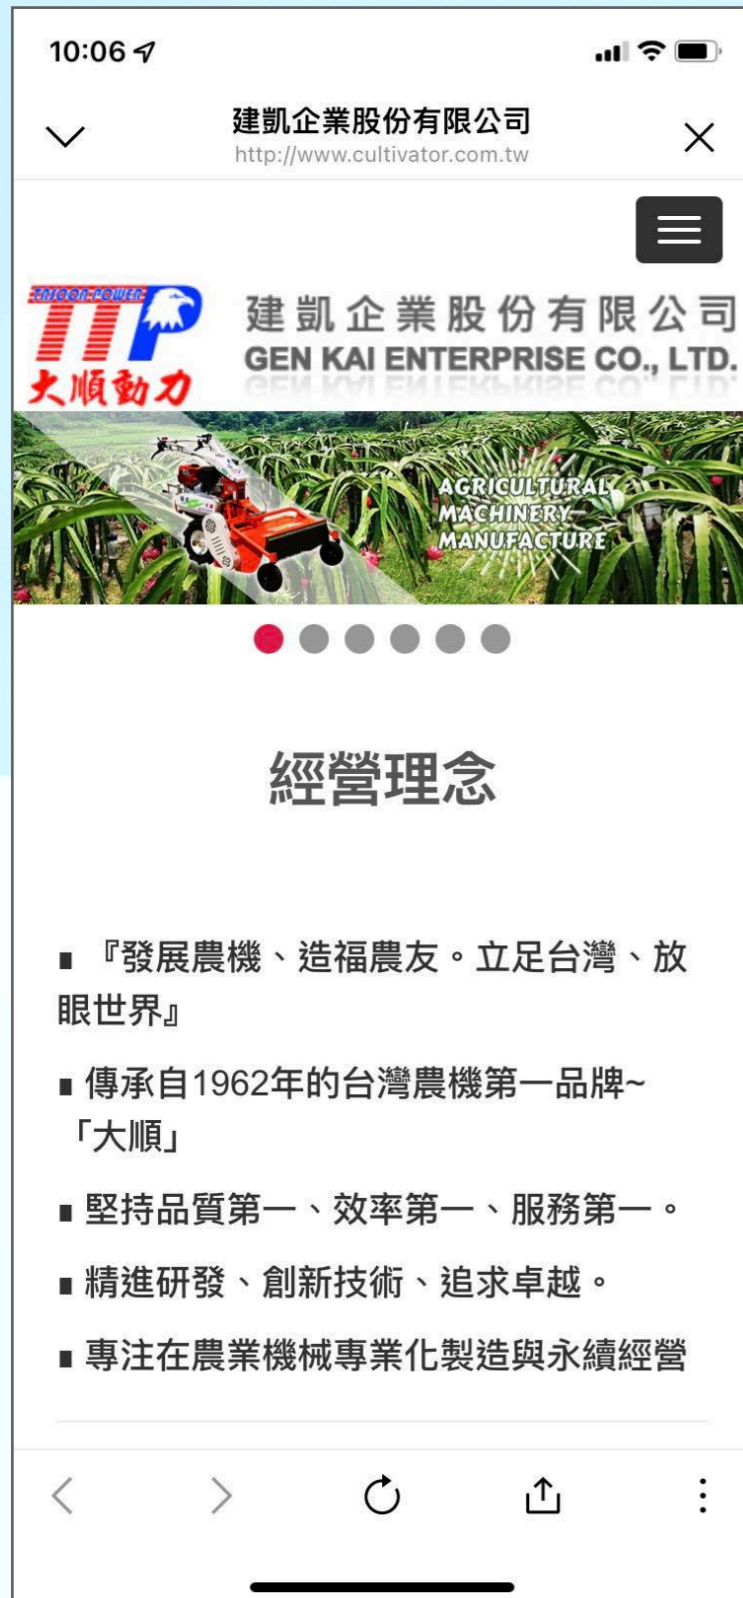 10:06
建凱企業股份有限公司
http://www.cultivator.com.tw
TASOON POWER
TTP
大順動力
建凱企業股份有限公司
GEN KAI ENTERPRISE CO., LTD.
AGRICULTURAL
MACHINERY
MANUFACTURE
經營理念
∎ 『發展農機、造福農友。立足台灣、放
眼世界』
∎ 傳承自1962年的台灣農機第一品牌~
「大順」
∎ 堅持品質第一、效率第一、服務第一。
∎ 精進研發、創新技術、追求卓越。
∎ 專注在農業機械專業化製造與永續經營